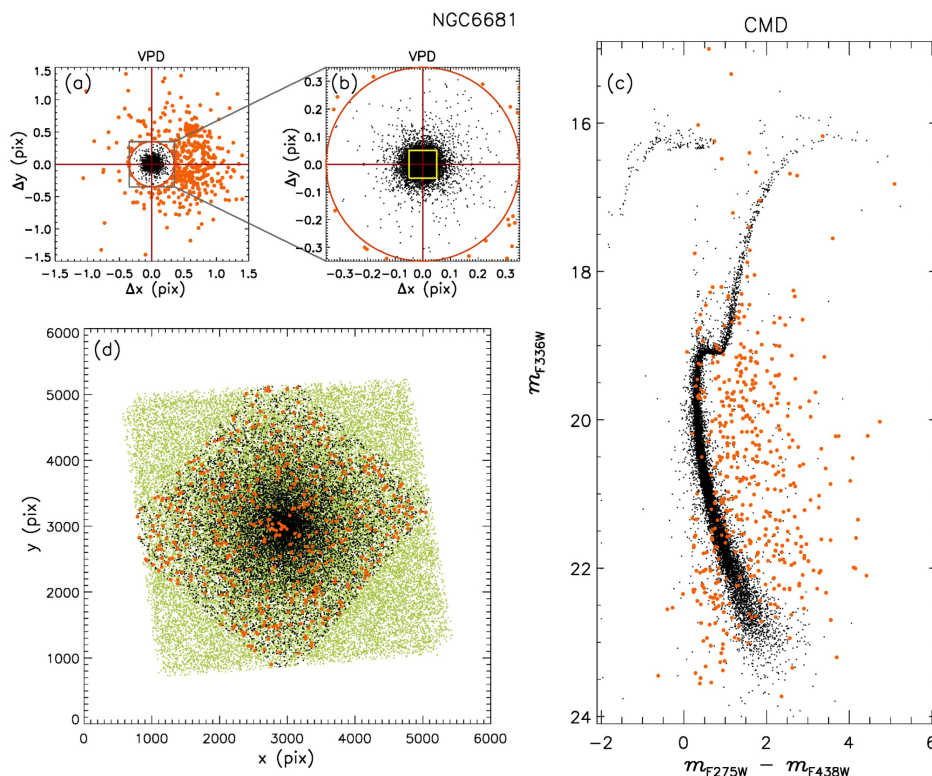 NGC6681
VPD
(a)
1.5
1.0
0.5
0.0
−0.5
−1.0
−1.5
Δy (pix)
−1.5 −1.0 −0.5 0.0 0.5 1.0 1.5
Δx (pix)
VPD
(b)
0.3
0.2
0.1
0.0
−0.1
−0.2
−0.3
Δy (pix)
−0.3 −0.2 −0.1 0.0 0.1 0.2 0.3
Δx (pix)
CMD
(c)
16
18
20
22
24
m_F336W
−2 0 2 4 6
m_F275W − m_F438W
(d)
6000
5000
4000
3000
2000
1000
0
y (pix)
0 1000 2000 3000 4000 5000 6000
x (pix)